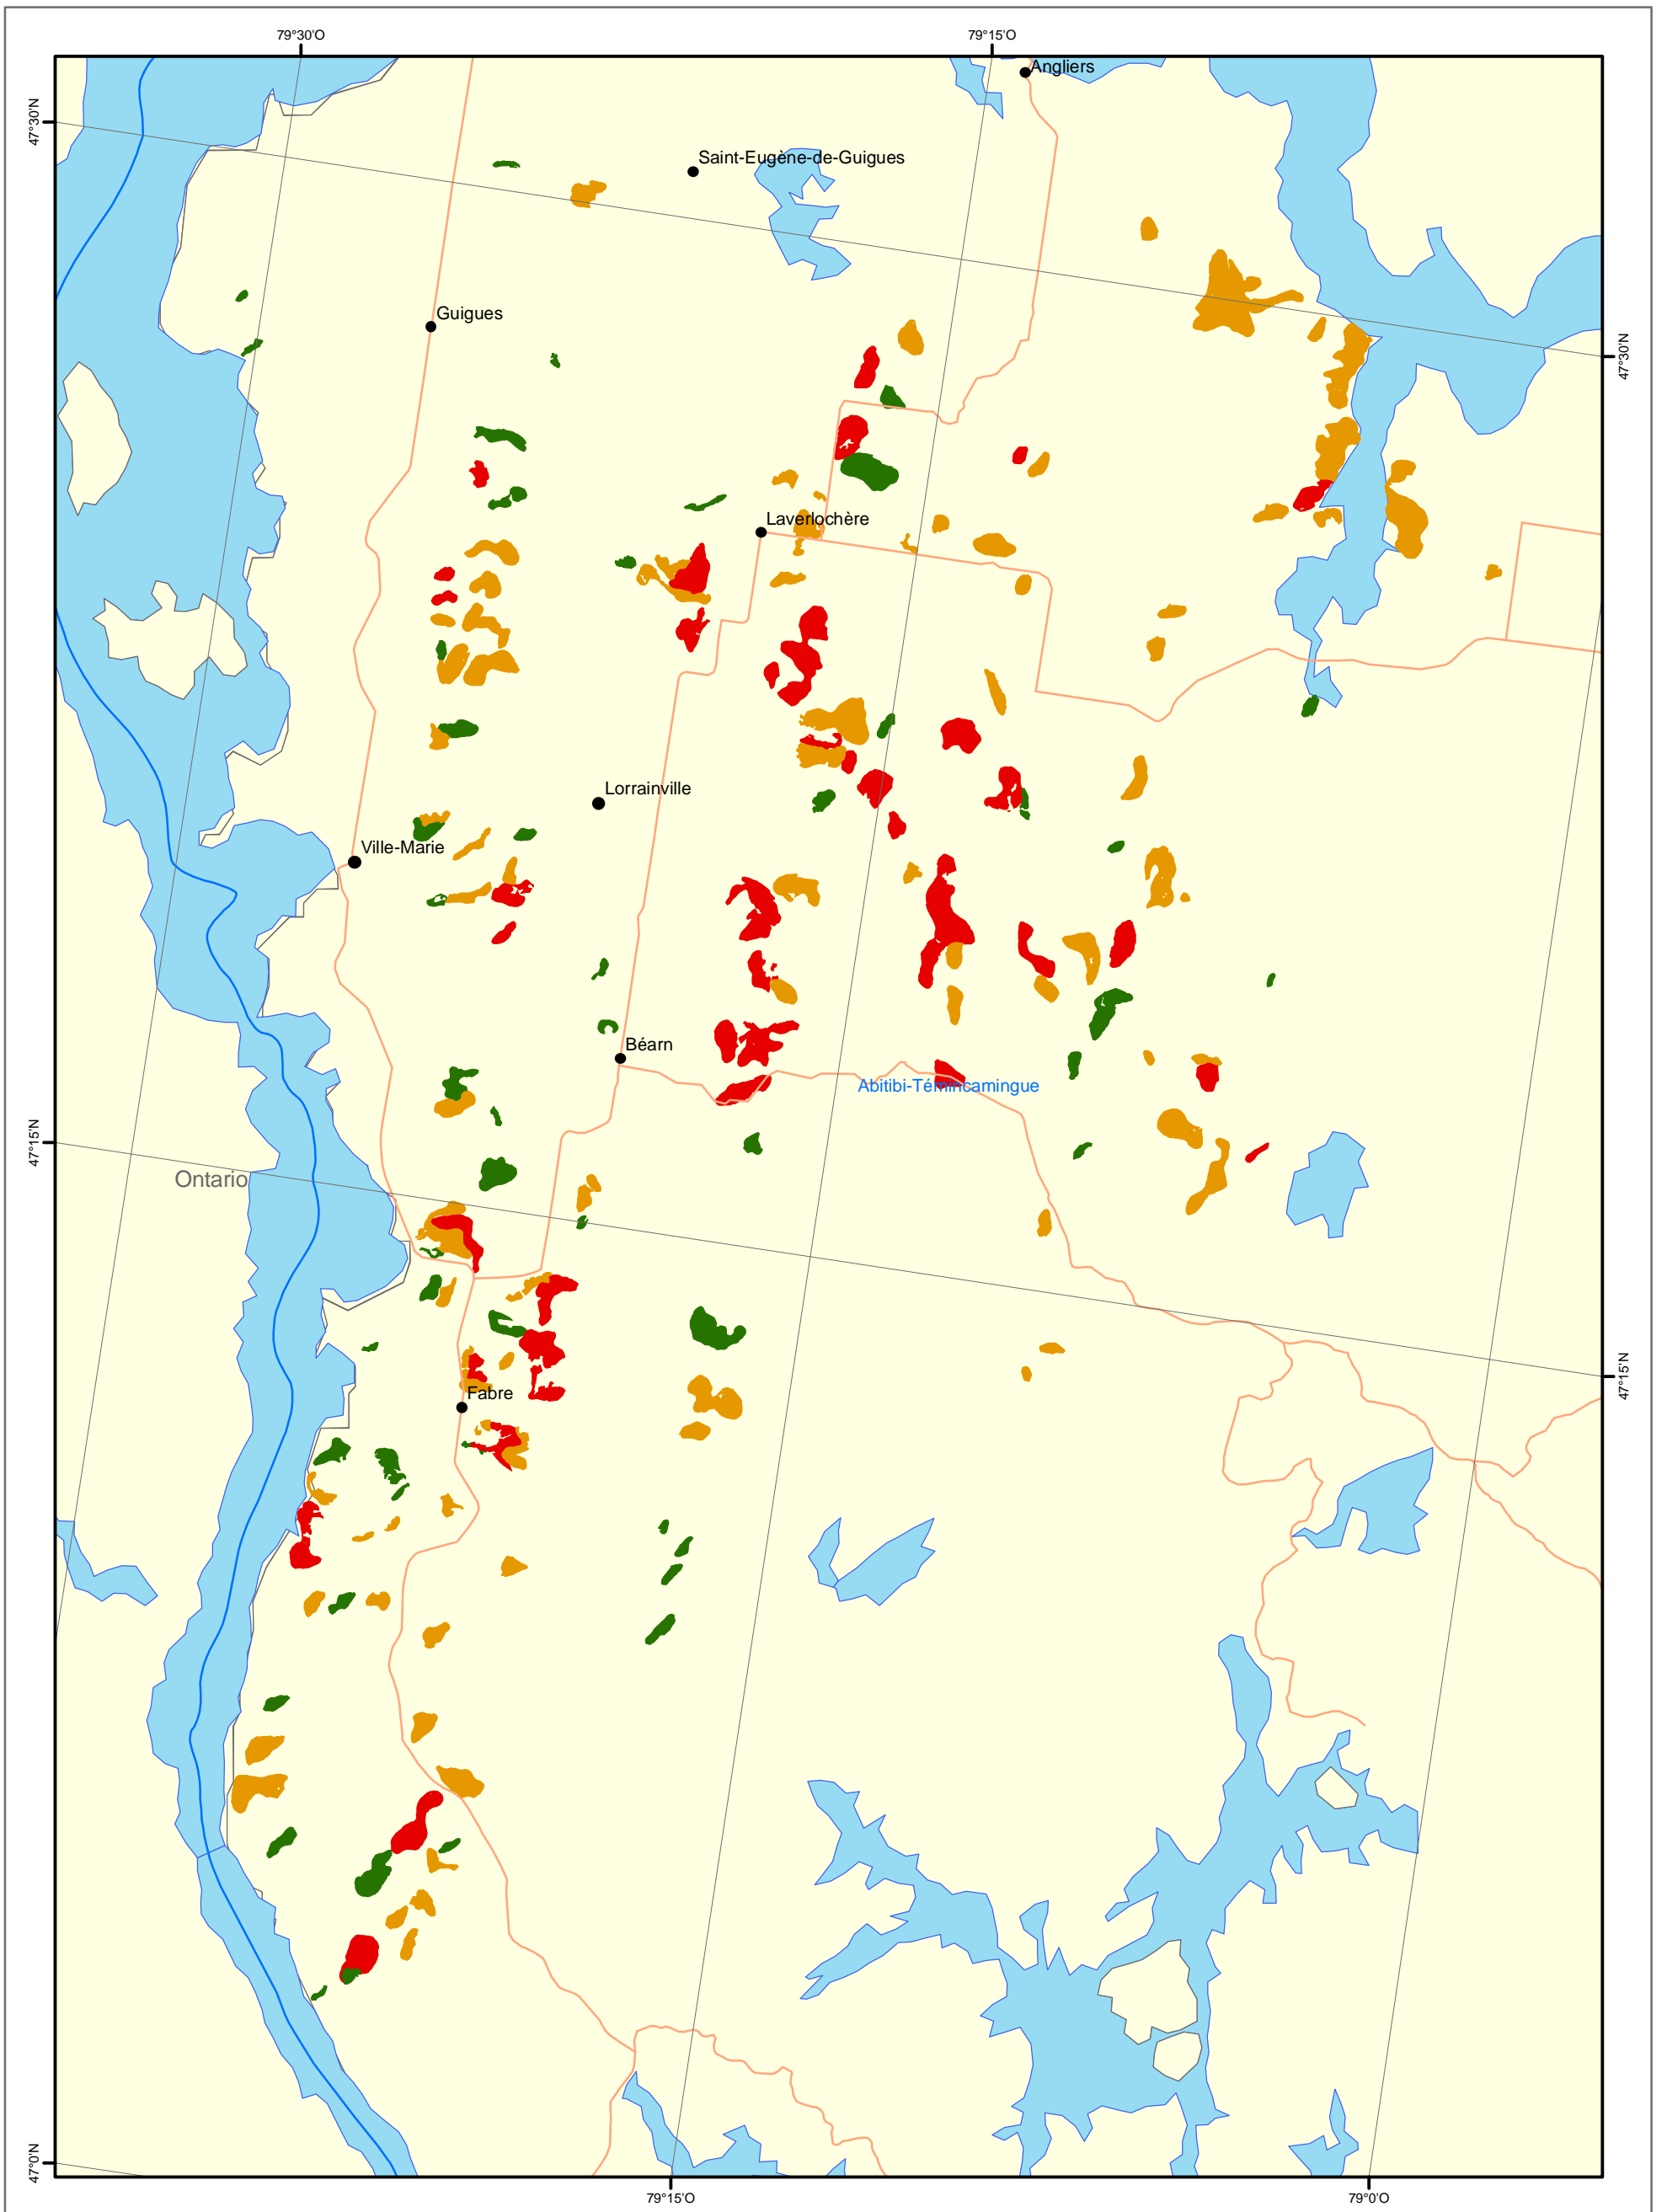 79°30'O
79°15'O
Angliers
47°30'N
Saint-Eugène-de-Guigues
Guigues
47°30'N
Laverlochère
Lorrainville
Ville-Marie
Béarn
Abitibi-Témincamingue
47°15'N
Ontario
47°15'N
Fabre
47°0'N
79°15'O
79°0'O